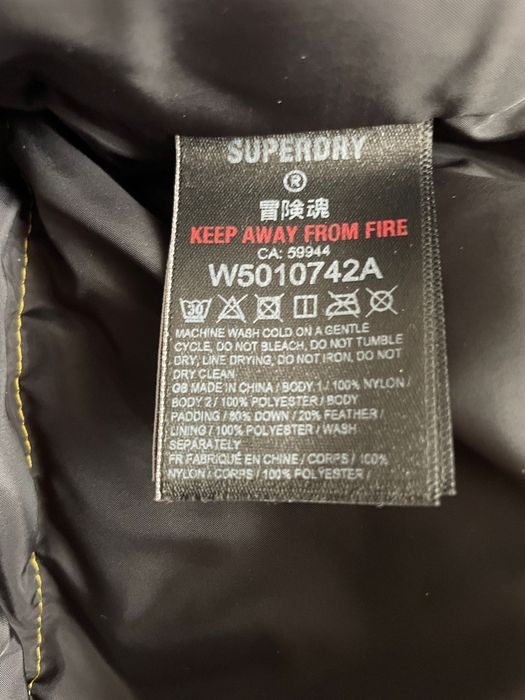 SUPERDRY
®
冒険魂
KEEP AWAY FROM FIRE
CA: 59944
W5010742A
30
MACHINE WASH COLD ON A GENTLE
CYCLE, DO NOT BLEACH, DO NOT TUMBLE
DRY, LINE DRYING, DO NOT IRON, DO NOT
DRY CLEAN
GB MADE IN CHINA / BODY 1 / 100% NYLON /
BODY 2 / 100% POLYESTER / BODY
PADDING / 80% DOWN / 20% FEATHER /
LINING / 100% POLYESTER / WASH
SEPARATELY
FR FABRIQUÉ EN CHINE / CORPS / 100%
NYLON / CORPS / 100% POLYESTER /